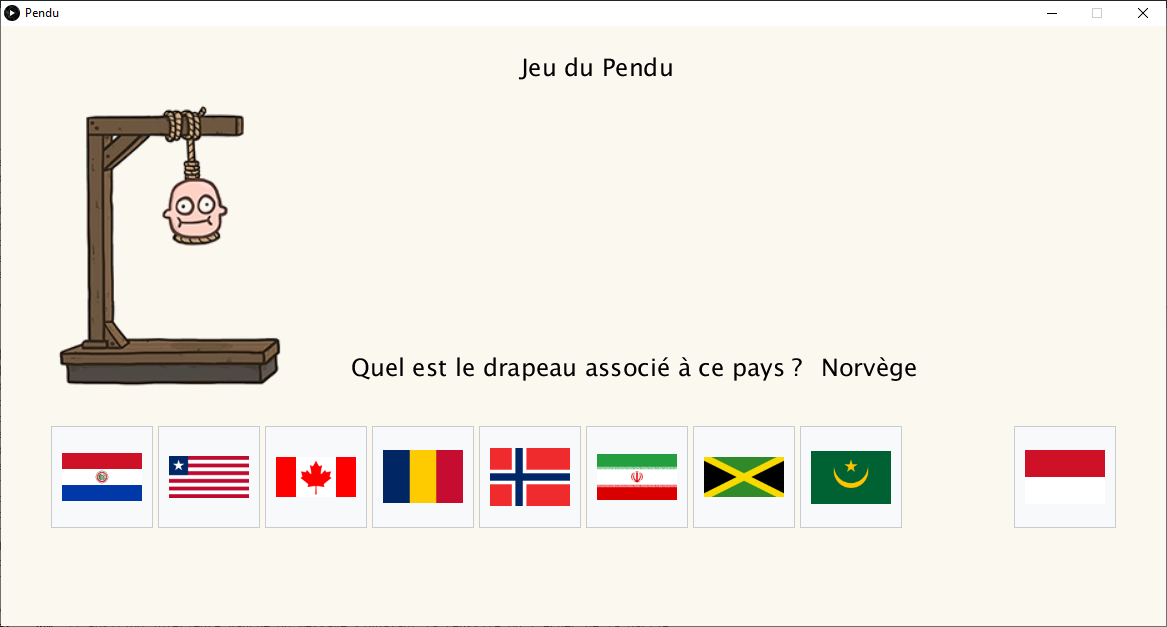 Pendu
Jeu du Pendu
Quel est le drapeau associé à ce pays ? Norvège